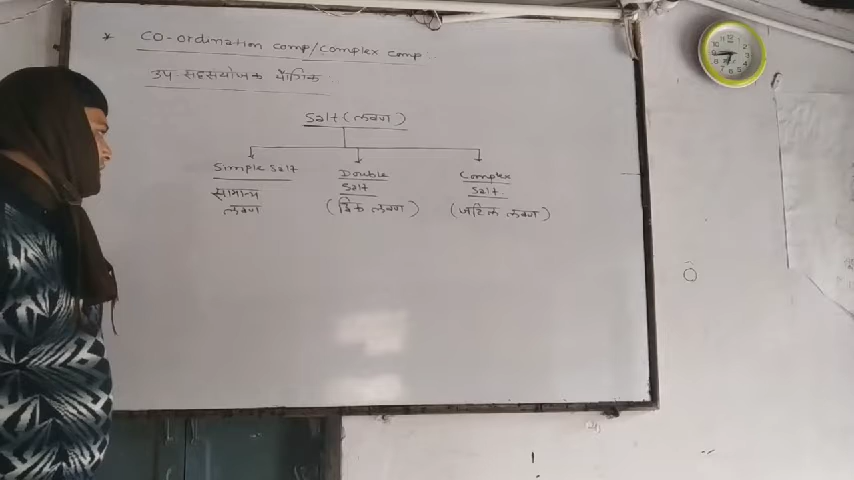 * CO-ordination comp/complex comp.
उप-सहसंयोजक यौगिक
Salt (लवण)
Simple Salt
सामान्य
लवण
Double
Salt
(द्विक लवण)
Complex
Salt
(जटिल लवण)